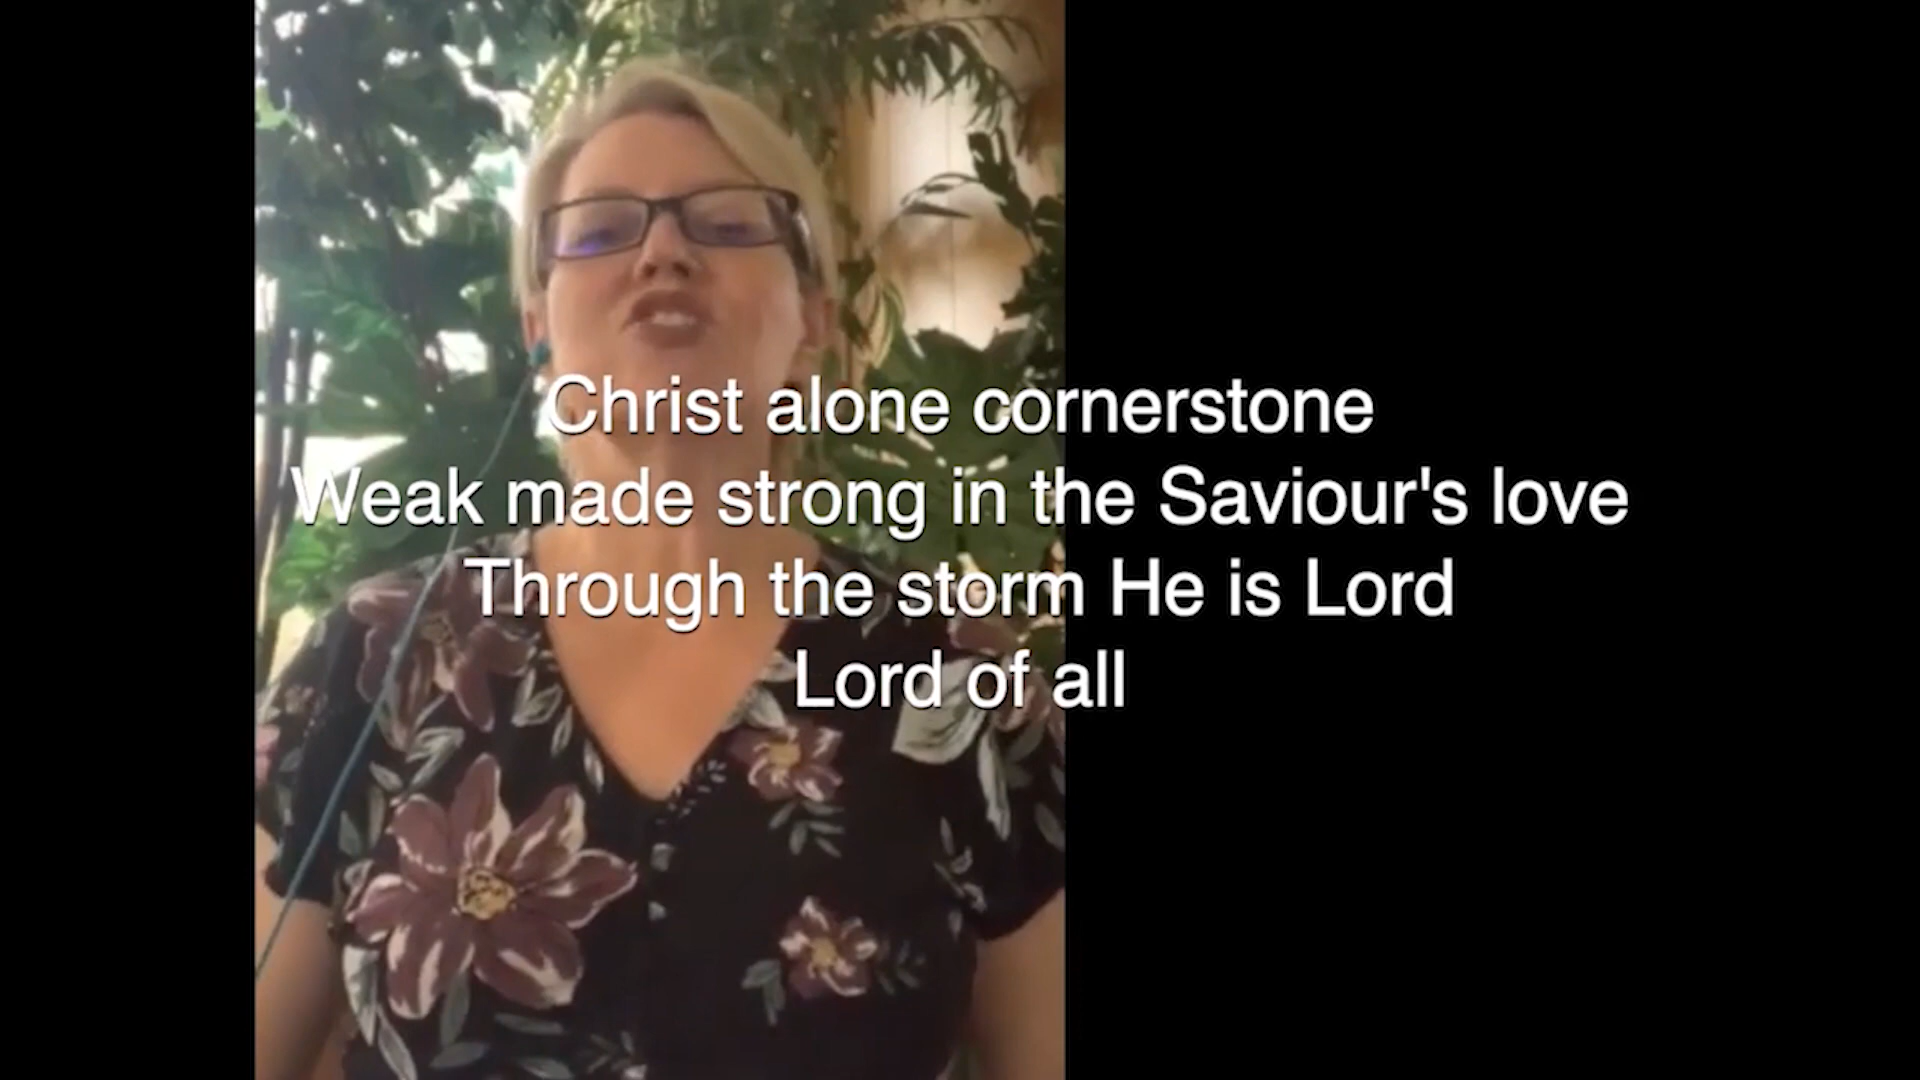 Christ alone cornerstone
Weak made strong in the Saviour's love
Through the storm He is Lord
Lord of all